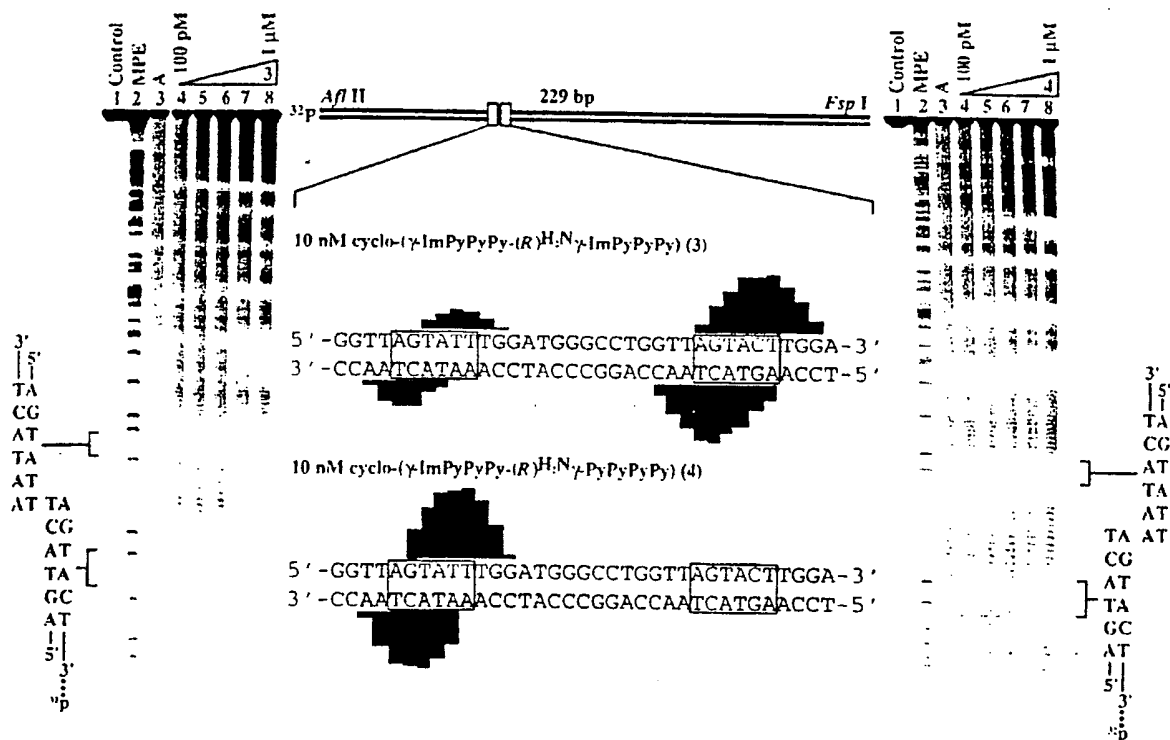 Control
MPE
A
100 pM
1 μM
3
1 2 3 4 5 6 7 8
Afl II
229 bp
Fsp I
³²P
Control
MPE
A
100 pM
1 μM
4
1 2 3 4 5 6 7 8
10 nM cyclo-(γ-ImPyPyPy-(R)H₂Nγ-ImPyPyPy) (3)
5'-GGTTAGTATTTGGATGGGCCTGGTTAGTACTTGGA-3'
3'-CCAATCATAAACCTACCCGGACCAATCATGAACCT-5'
10 nM cyclo-(γ-ImPyPyPy-(R)H₂Nγ-PyPyPyPy) (4)
5'-GGTTAGTATTTGGATGGGCCTGGTTAGTACTTGGA-3'
3'-CCAATCATAAACCTACCCGGACCAATCATGAACCT-5'
3'
5'
TA
CG
AT
TA
AT
AT
TA
CG
AT
TA
GC
AT
5'
3'
³²P
3'
5'
TA
CG
AT
TA
AT
AT
TA
CG
AT
TA
GC
AT
5'
3'
³²P